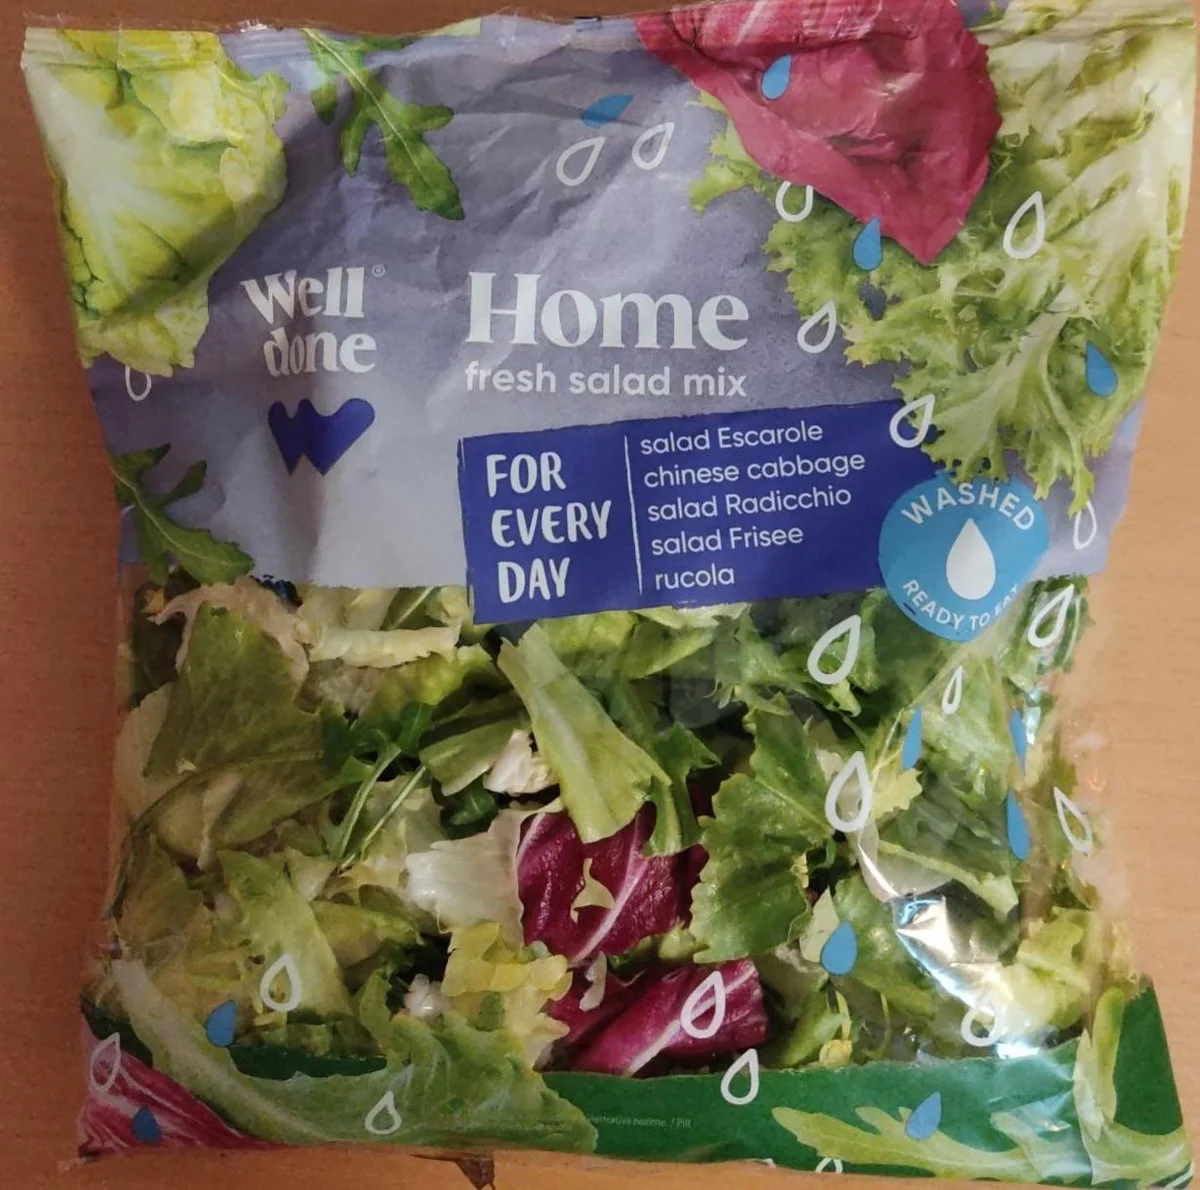 Well®
done
Home
fresh salad mix
FOR
EVERY
DAY
salad Escarole
chinese cabbage
salad Radicchio
salad Frisee
rucola
WASHED
READY TO EAT